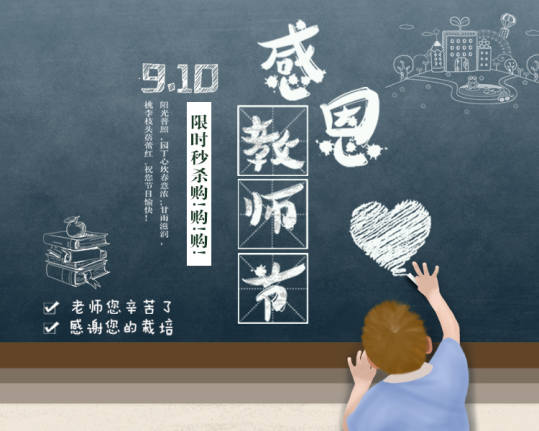 感恩
教师节
9.10
限时秒杀购!购!购!
阳光普照,园丁心坎春意浓,甘雨滋润,
桃李枝头蓓蕾红,祝您节日愉快!
老师您辛苦了
感谢您的栽培